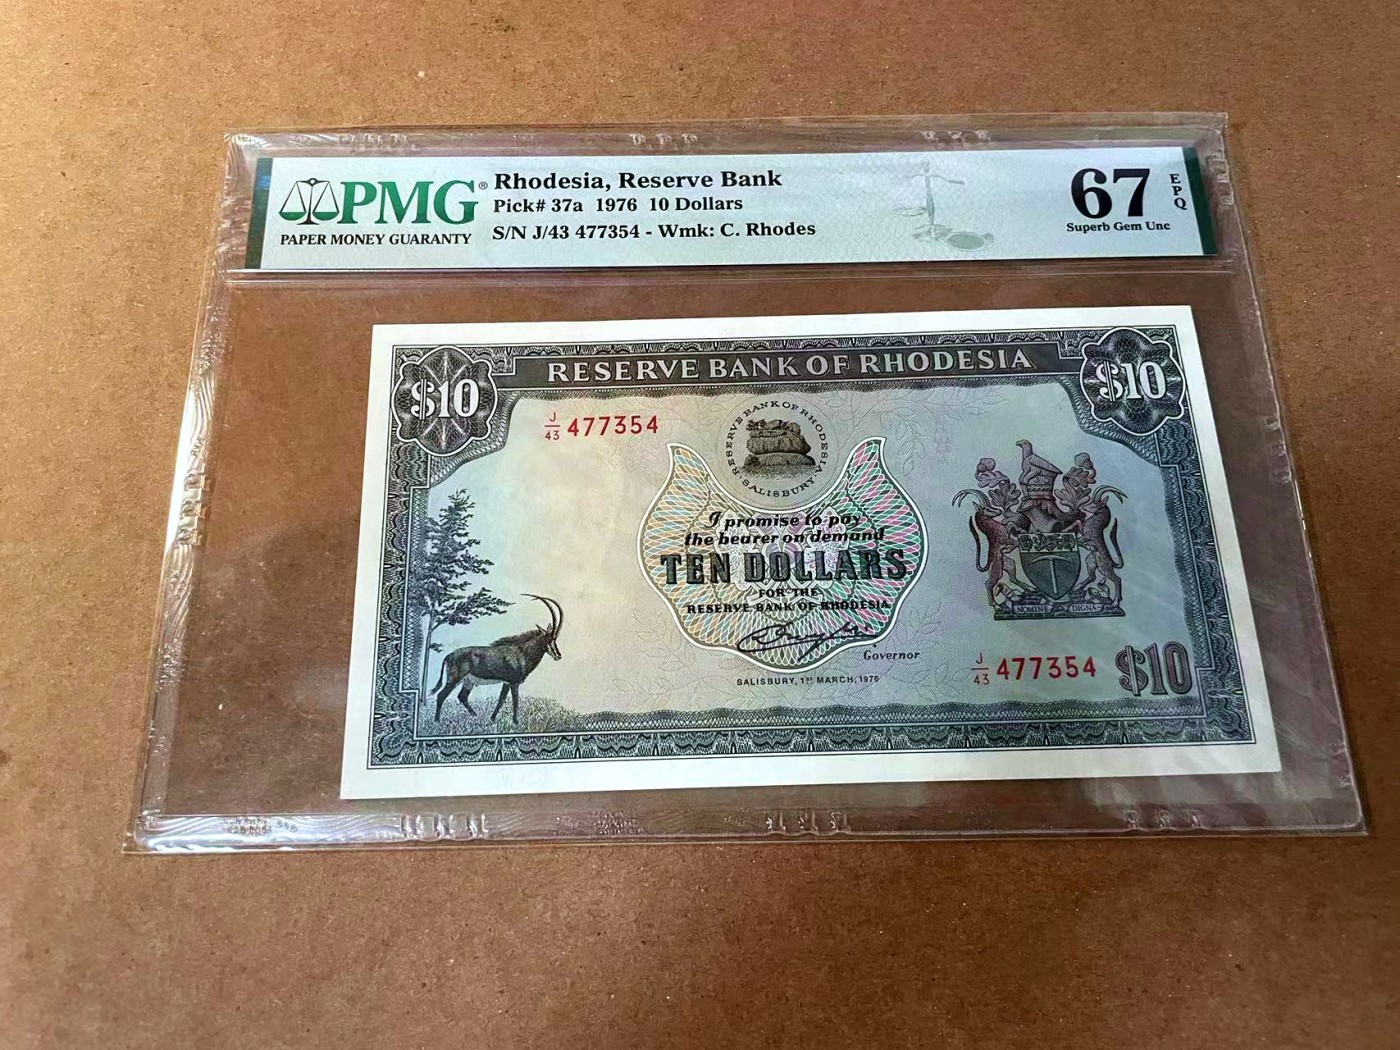 PMG®
PAPER MONEY GUARANTY
Rhodesia, Reserve Bank
Pick# 37a 1976 10 Dollars
S/N J/43 477354 - Wmk: C. Rhodes
67
EPQ
Superb Gem Unc
RESERVE BANK OF RHODESIA
$10
$10
J/43 477354
RESERVE BANK OF RHODESIA
· SALISBURY ·
I promise to pay
the bearer on demand
TEN DOLLARS
FOR THE
RESERVE BANK OF RHODESIA
Governor
SALISBURY, 1ST MARCH, 1976
NOMINE DIGNA
J/43 477354
$10